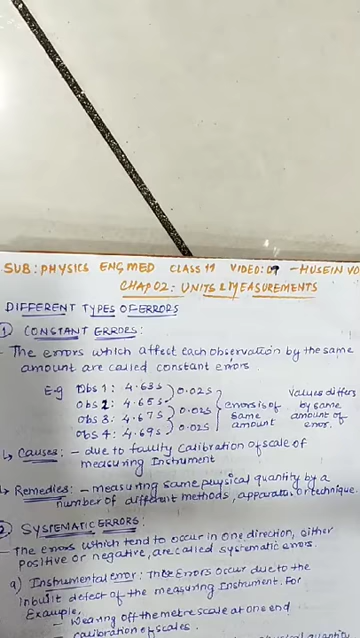 SUB: PHYSICS ENG MED CLASS 11 VIDEO: 09 - HUSEIN VO
CHAP 02: UNITS & MEASUREMENTS
DIFFERENT TYPES OF ERRORS
1 CONSTANT ERRORS:
- The errors which affect each observation by the same
amount are called constant errors.
E.g Obs 1: 4.63s
Obs 2: 4.65s
Obs 3: 4.67s
Obs 4: 4.69s
0.02s
0.02s
0.02s
errors is of
same
amount
values differs
by same
amount of
error.
Causes: - due to faulty calibration of scale of
measuring Instrument
Remedies: - measuring same physical quantity by a
number of different methods, apparatus or technique.
2 SYSTEMATIC ERRORS:
- The errors which tend to occur in one direction, either
positive or negative, are called systematic errors.
a) Instrumental error: These Errors occur due to the
inbuilt defect of the measuring Instrument. For
Example,
wearing off the metre scale at one end
calibration of scales.